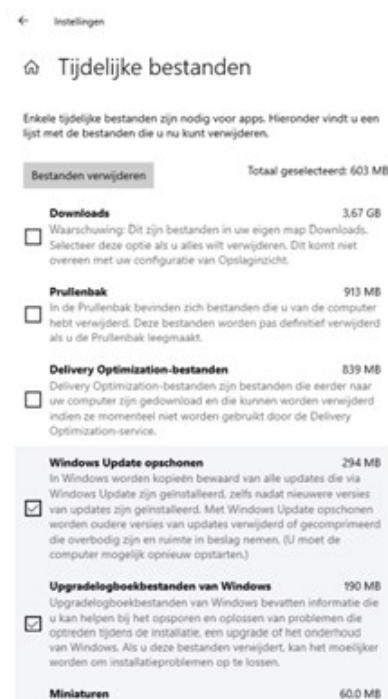 Instellingen
Tijdelijke bestanden
Enkele tijdelijke bestanden zijn nodig voor apps. Hieronder vindt u een
lijst met de bestanden die u nu kunt verwijderen.
Bestanden verwijderen
Totaal geselecteerd: 603 MB
Downloads 3,67 GB
Waarschuwing: Dit zijn bestanden in uw eigen map Downloads.
Selecteer deze optie als u alles wilt verwijderen. Dit komt niet
overeen met uw configuratie van Opslaginzicht.
Prullenbak 913 MB
In de Prullenbak bevinden zich bestanden die u van de computer
hebt verwijderd. Deze bestanden worden pas definitief verwijderd
als u de Prullenbak leegmaakt.
Delivery Optimization-bestanden 839 MB
Delivery Optimization-bestanden zijn bestanden die eerder naar
uw computer zijn gedownload en die kunnen worden verwijderd
indien ze momenteel niet worden gebruikt door de Delivery
Optimization-service.
Windows Update opschonen 294 MB
In Windows worden kopieën bewaard van alle updates die via
Windows Update zijn geïnstalleerd, zelfs nadat nieuwere versies
van updates zijn geïnstalleerd. Met Windows Update opschonen
worden oudere versies van updates verwijderd of gecomprimeerd
die overbodig zijn en ruimte in beslag nemen. (U moet de
computer mogelijk opnieuw opstarten.)
Upgradelogboekbestanden van Windows 190 MB
Upgradelogboekbestanden van Windows bevatten informatie die
u kan helpen bij het opsporen en oplossen van problemen die
optreden tijdens de installatie, een upgrade of het onderhoud
van Windows. Als u deze bestanden verwijdert, kan het moeilijker
worden om installatieproblemen op te lossen.
Miniaturen 60,0 MB